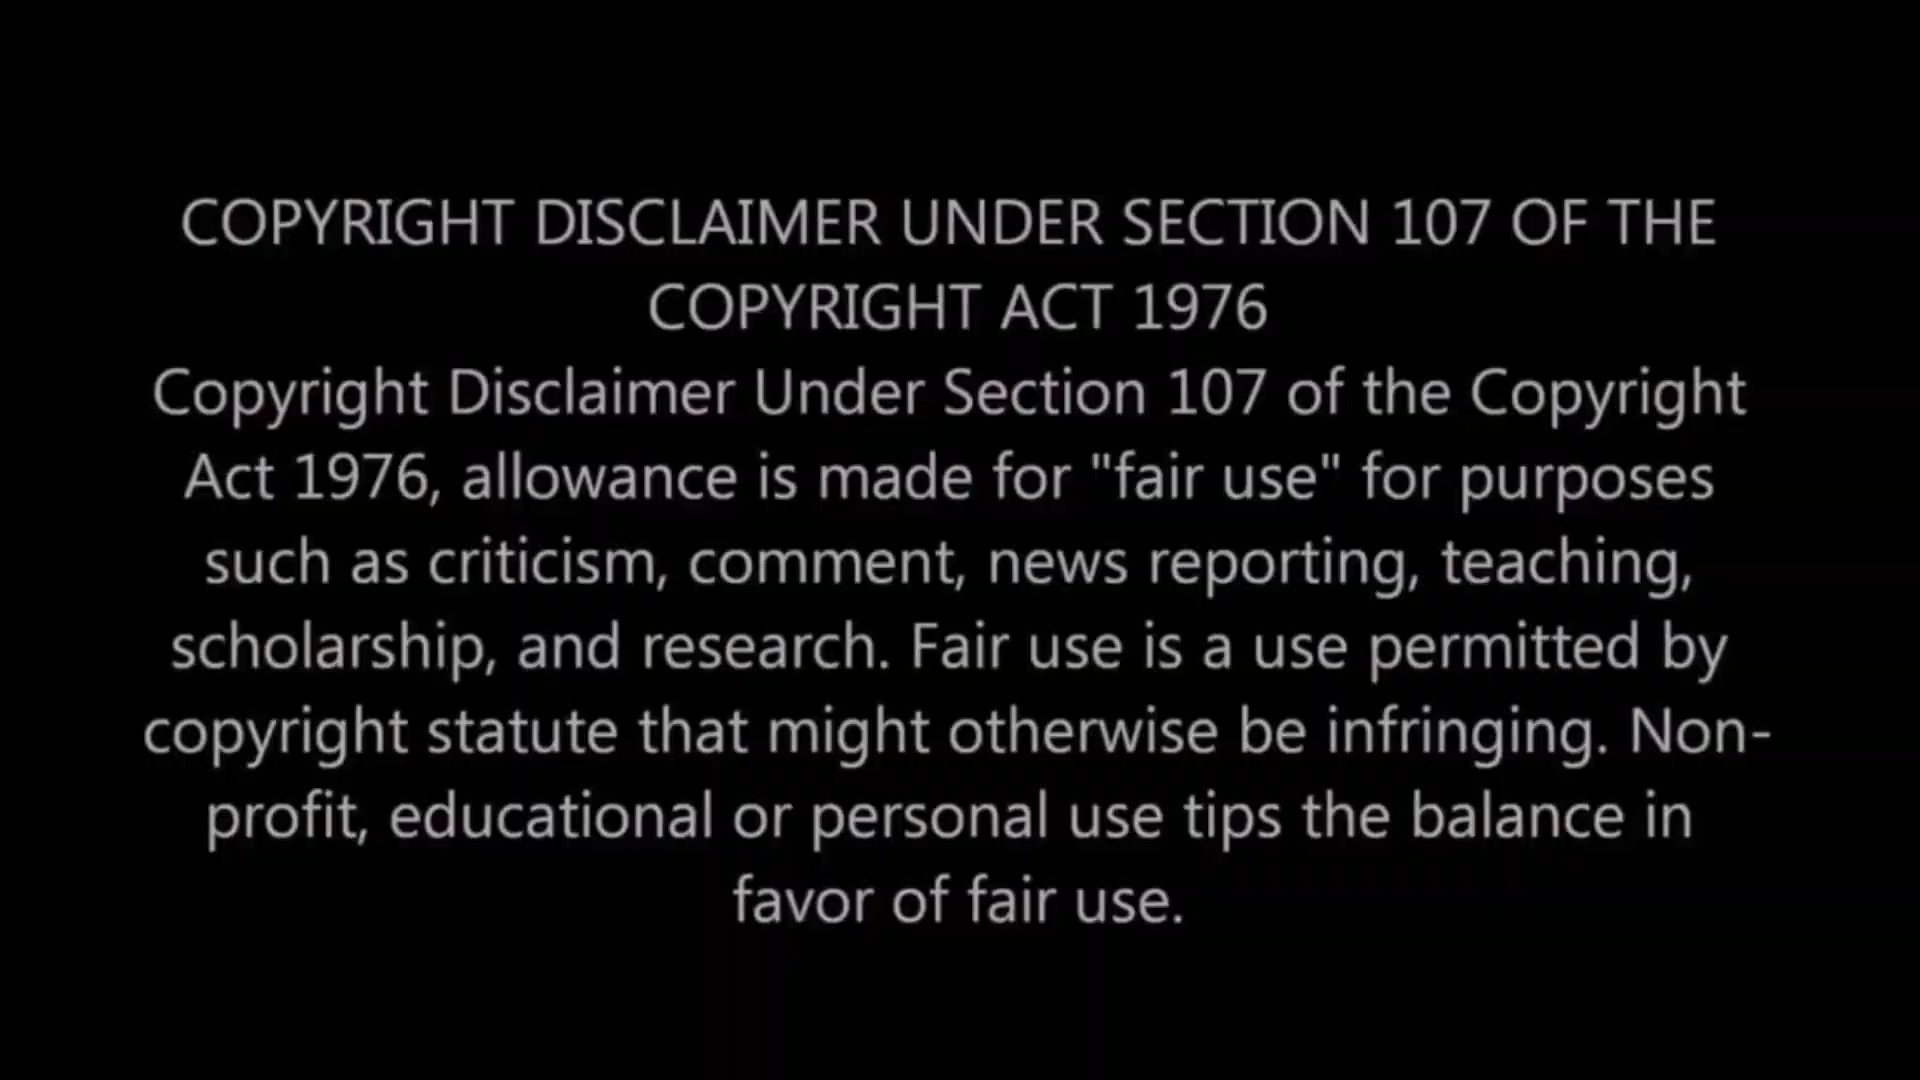 COPYRIGHT DISCLAIMER UNDER SECTION 107 OF THE
COPYRIGHT ACT 1976
Copyright Disclaimer Under Section 107 of the Copyright
Act 1976, allowance is made for "fair use" for purposes
such as criticism, comment, news reporting, teaching,
scholarship, and research. Fair use is a use permitted by
copyright statute that might otherwise be infringing. Non-
profit, educational or personal use tips the balance in
favor of fair use.